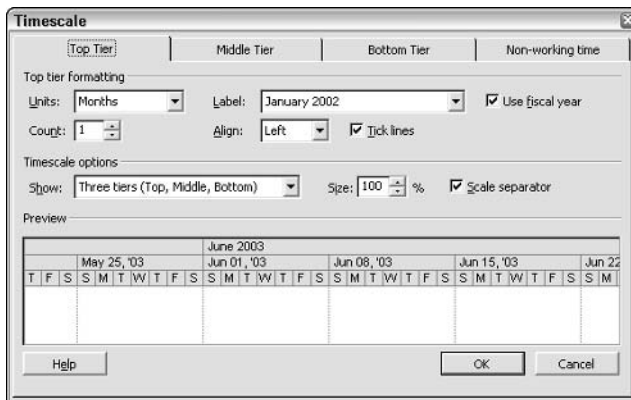 Timescale
Top Tier Middle Tier Bottom Tier Non-working time
Top tier formatting
Units: Months Label: January 2002 Use fiscal year
Count: 1 Align: Left Tick lines
Timescale options
Show: Three tiers (Top, Middle, Bottom) Size: 100 % Scale separator
Preview
June 2003
May 25, '03 Jun 01, '03 Jun 08, '03 Jun 15, '03 Jun 22
T F S S M T W T F S S M T W T F S S M T W T F S S M T W T F S S M
Help OK Cancel